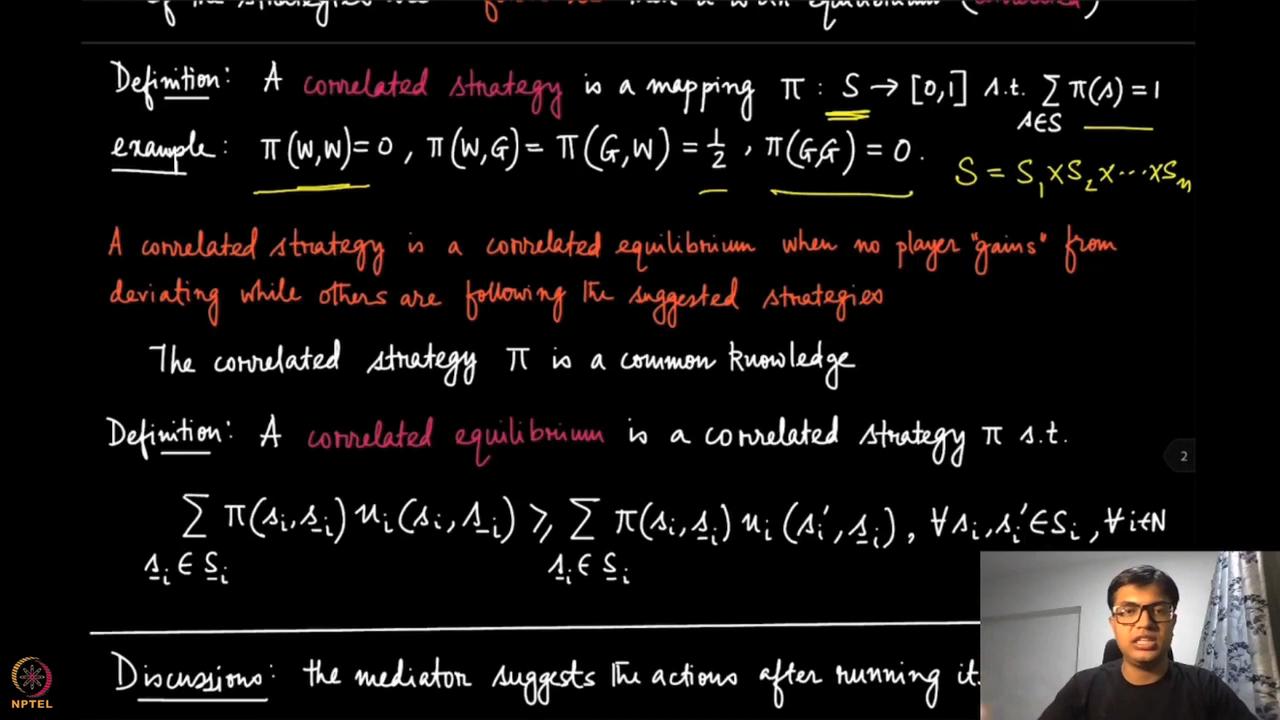 of the strategies
Definition: A correlated strategy is a mapping π : S → [0,1] s.t. ∑ π(s) = 1
s∈S
example: π(W,W) = 0, π(W,G) = π(G,W) = 1/2, π(G,G) = 0.
S = S₁×S₂×⋯×Sₙ
A correlated strategy is a correlated equilibrium when no player "gains" from
deviating while others are following the suggested strategies
The correlated strategy π is a common knowledge
Definition: A correlated equilibrium is a correlated strategy π s.t.
2
∑ π(sᵢ, s₋ᵢ) uᵢ(sᵢ, s₋ᵢ) ⩾ ∑ π(sᵢ, s₋ᵢ) uᵢ(sᵢ′, s₋ᵢ), ∀ sᵢ, sᵢ′ ∈ Sᵢ, ∀ i∈N
s₋ᵢ ∈ S₋ᵢ s₋ᵢ ∈ S₋ᵢ
Discussions: the mediator suggests the actions after running it
NPTEL